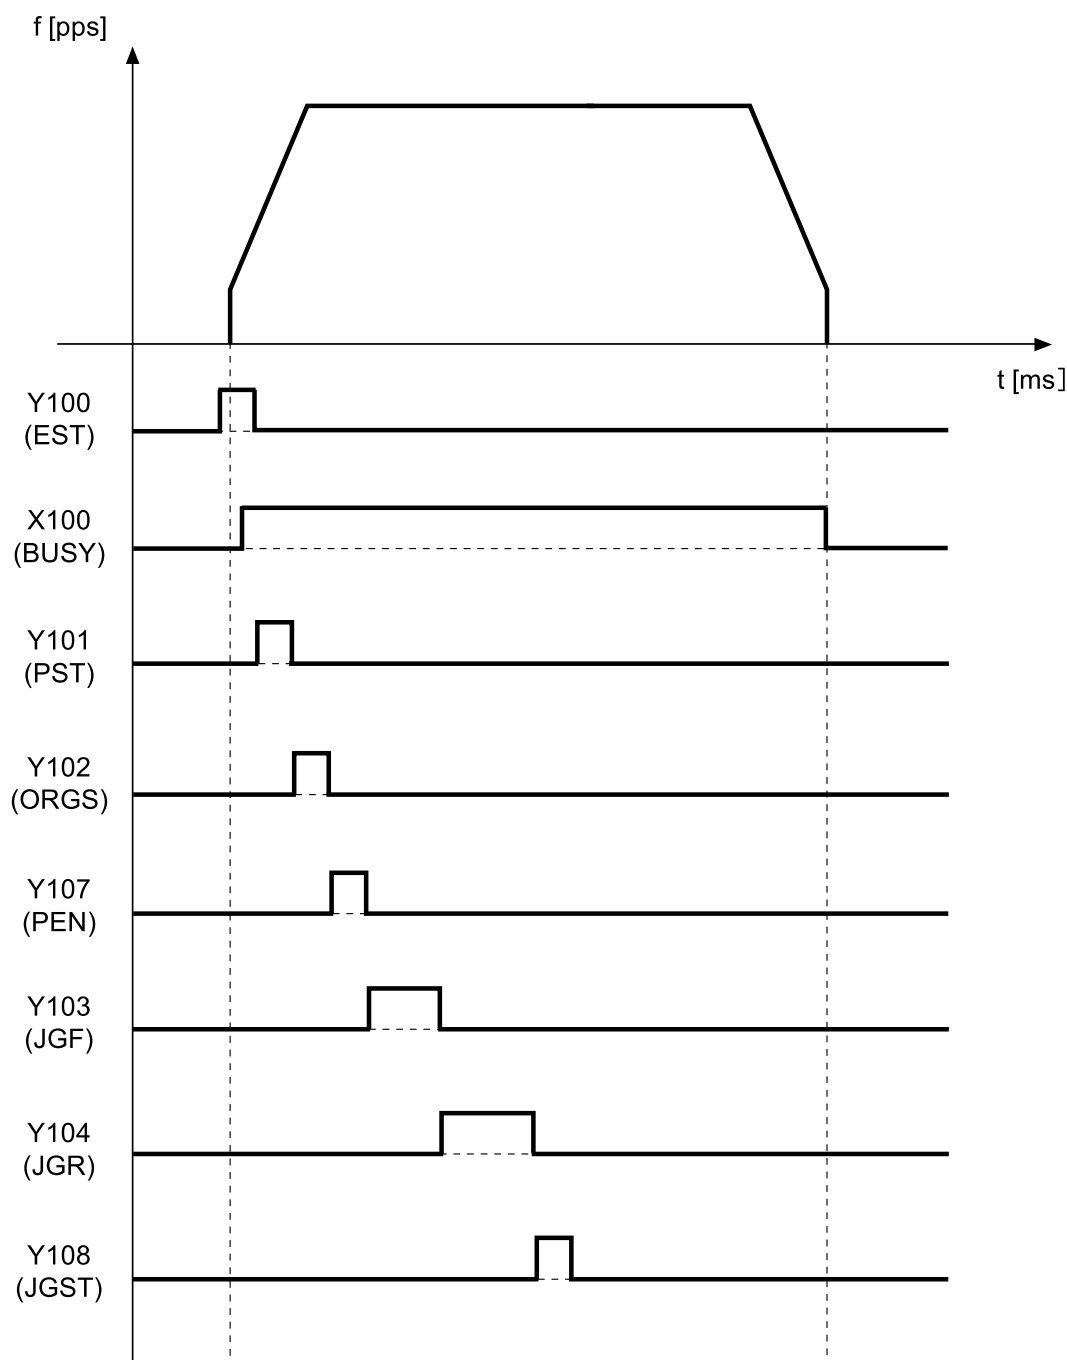 f [pps]
t [ms]
Y100
(EST)
X100
(BUSY)
Y101
(PST)
Y102
(ORGS)
Y107
(PEN)
Y103
(JGF)
Y104
(JGR)
Y108
(JGST)